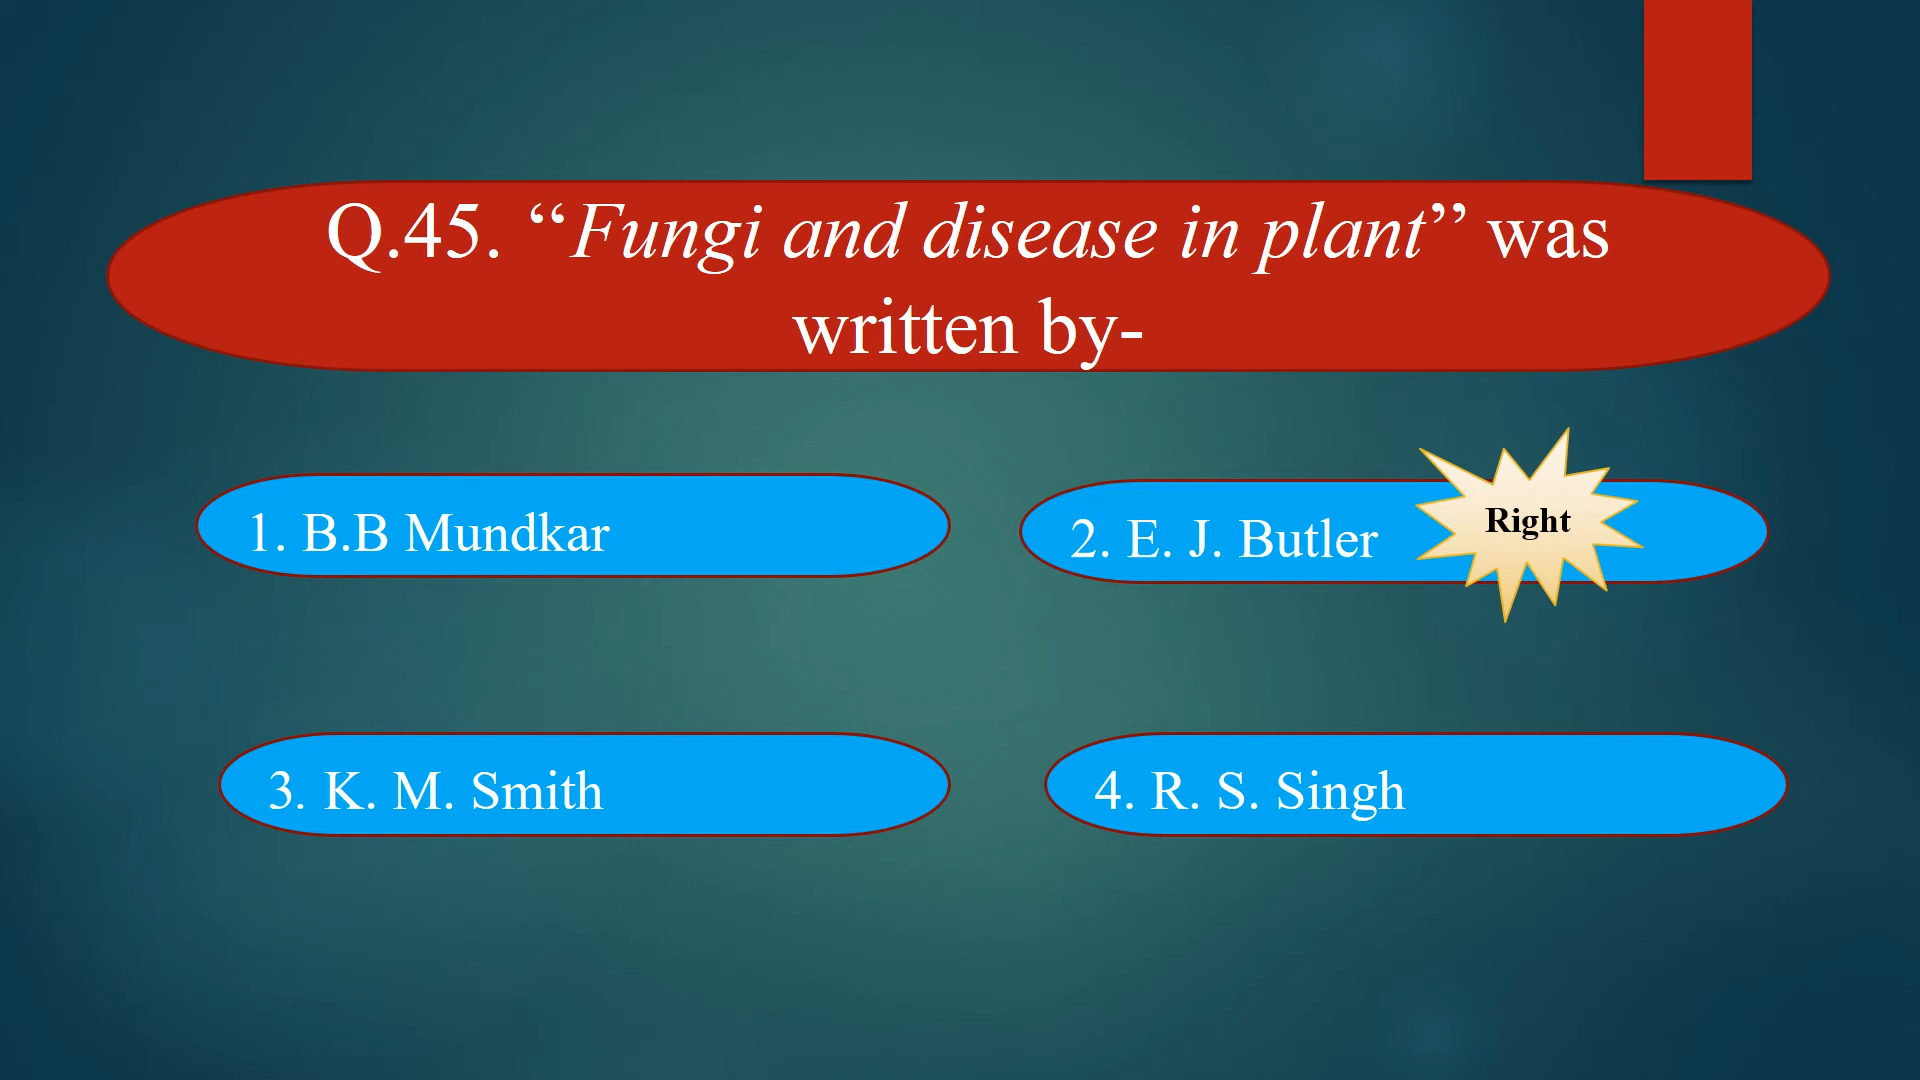 Q.45. “Fungi and disease in plant” was
written by-
1. B.B Mundkar
2. E. J. Butler
Right
3. K. M. Smith
4. R. S. Singh